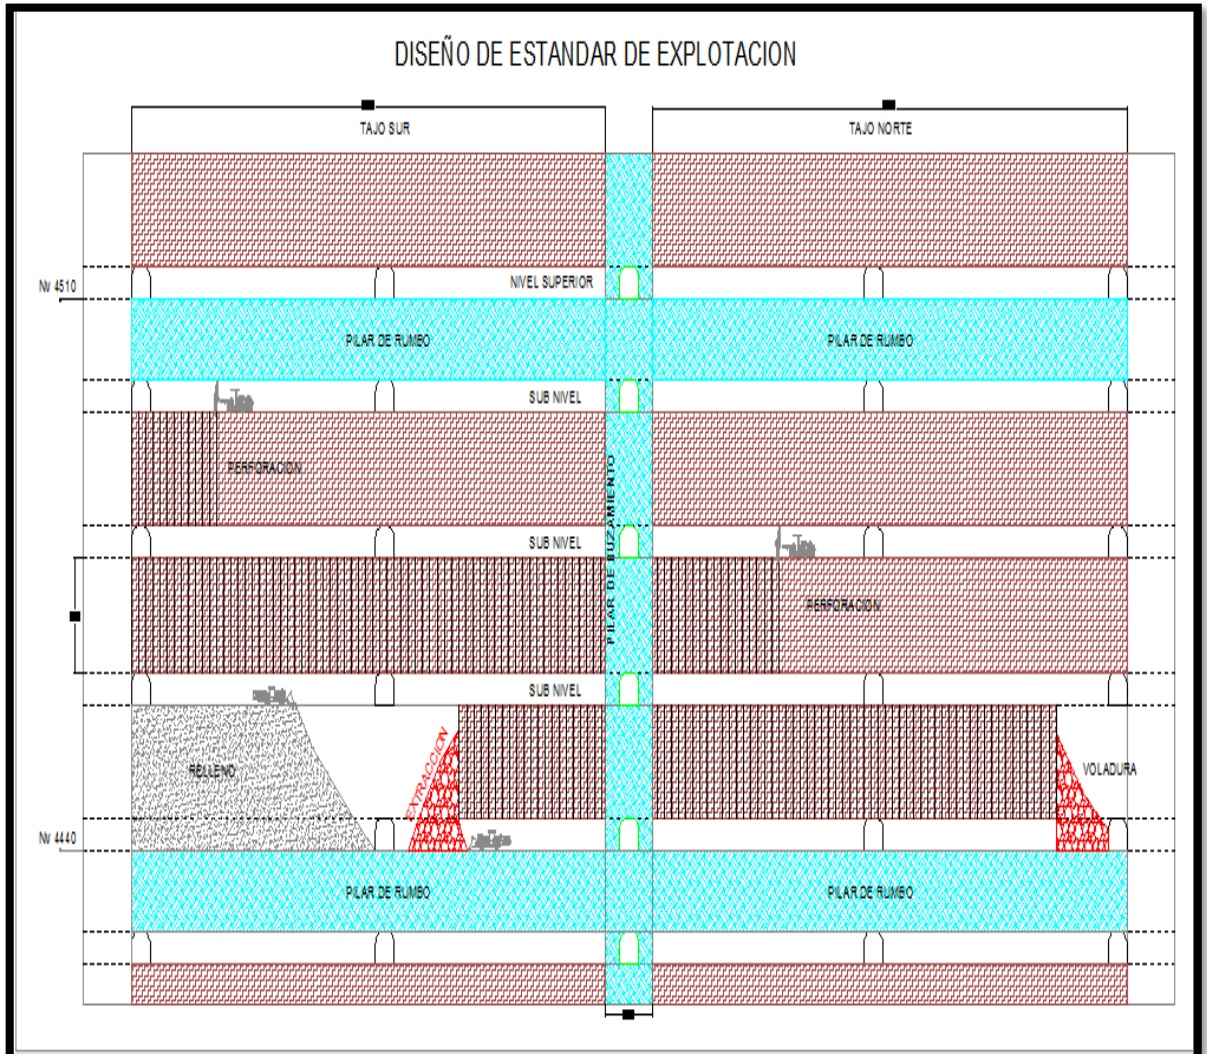 DISEÑO DE ESTANDAR DE EXPLOTACION
TAJO SUR
TAJO NORTE
Nv 4510
NIVEL SUPERIOR
PILAR DE RUMBO
PILAR DE RUMBO
SUB NIVEL
PERFORACION
PILAR DE BUZAMIENTO
SUB NIVEL
PERFORACION
SUB NIVEL
RELLENO
EXTRACCION
VOLADURA
Nv 4440
PILAR DE RUMBO
PILAR DE RUMBO